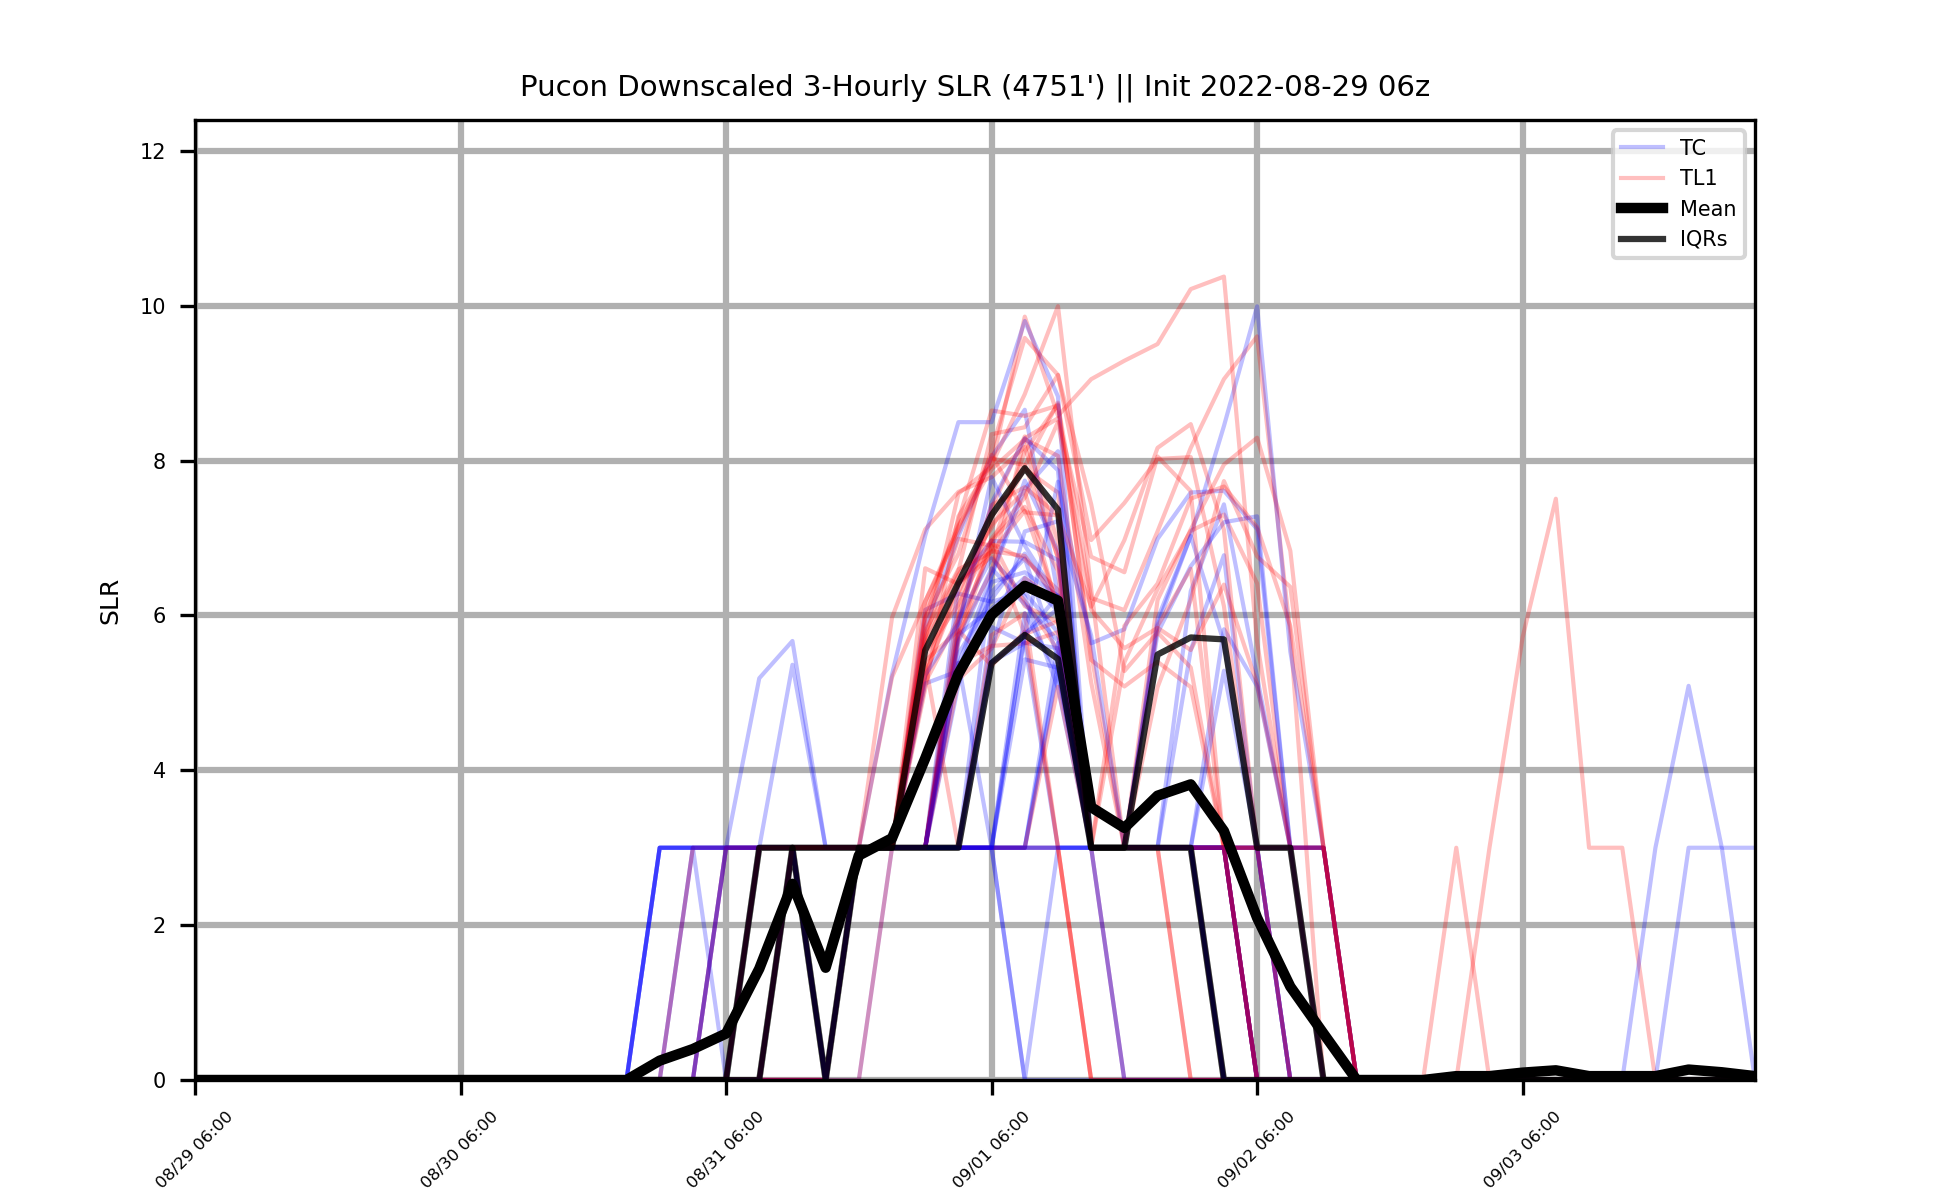 Pucon Downscaled 3-Hourly SLR (4751') || Init 2022-08-29 06z
TC
TL1
Mean
IQRs
SLR
12
10
8
6
4
2
0
08/29 06:00
08/30 06:00
08/31 06:00
09/01 06:00
09/02 06:00
09/03 06:00